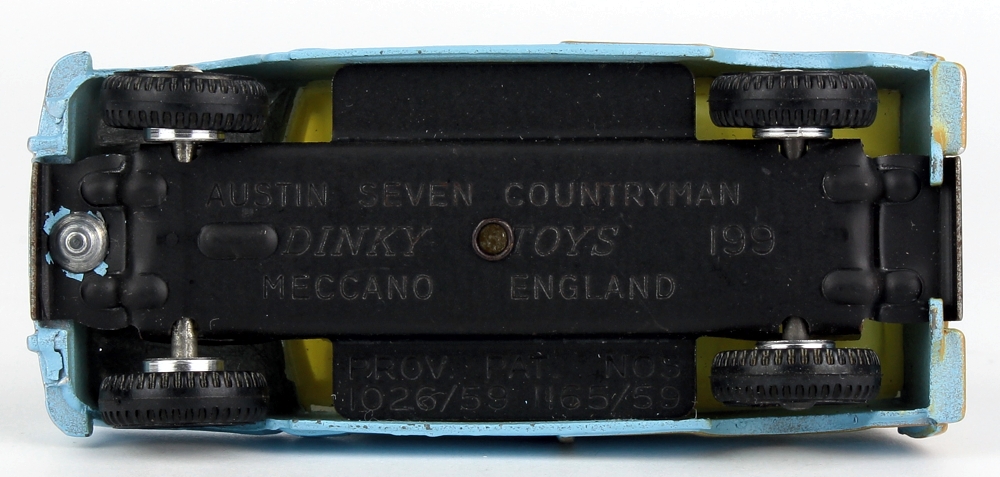 AUSTIN SEVEN COUNTRYMAN
DINKY TOYS 199
MECCANO ENGLAND
PROV. PAT. NOS
1026/59 1165/59